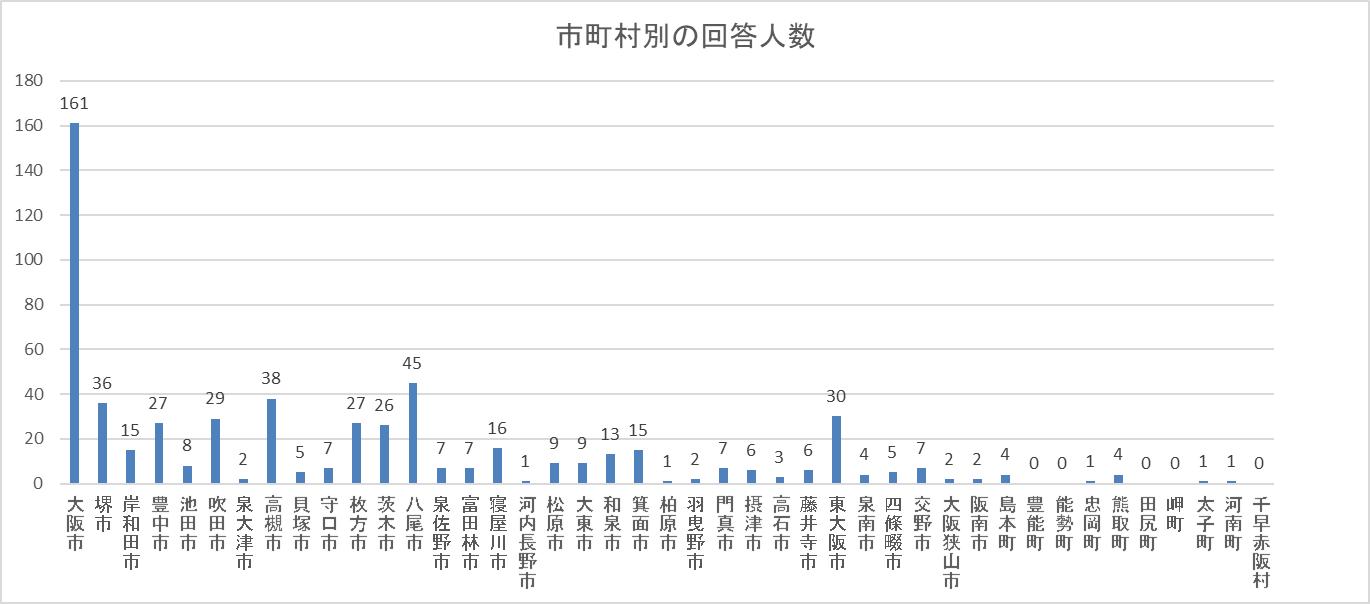 市町村別の回答人数
180
160
140
120
100
80
60
40
20
0
161
36
15
27
8
29
2
38
5
7
27
26
45
7
7
16
1
9
9
13
15
1
2
7
6
3
6
30
4
5
7
2
2
4
0
0
1
4
0
0
1
1
0
大阪市
堺市
岸和田市
豊中市
池田市
吹田市
泉大津市
高槻市
貝塚市
守口市
枚方市
茨木市
八尾市
泉佐野市
富田林市
寝屋川市
河内長野市
松原市
大東市
和泉市
箕面市
柏原市
羽曳野市
門真市
摂津市
高石市
藤井寺市
東大阪市
泉南市
四條畷市
交野市
大阪狭山市
阪南市
島本町
豊能町
能勢町
忠岡町
熊取町
田尻町
岬町
太子町
河南町
千早赤阪村